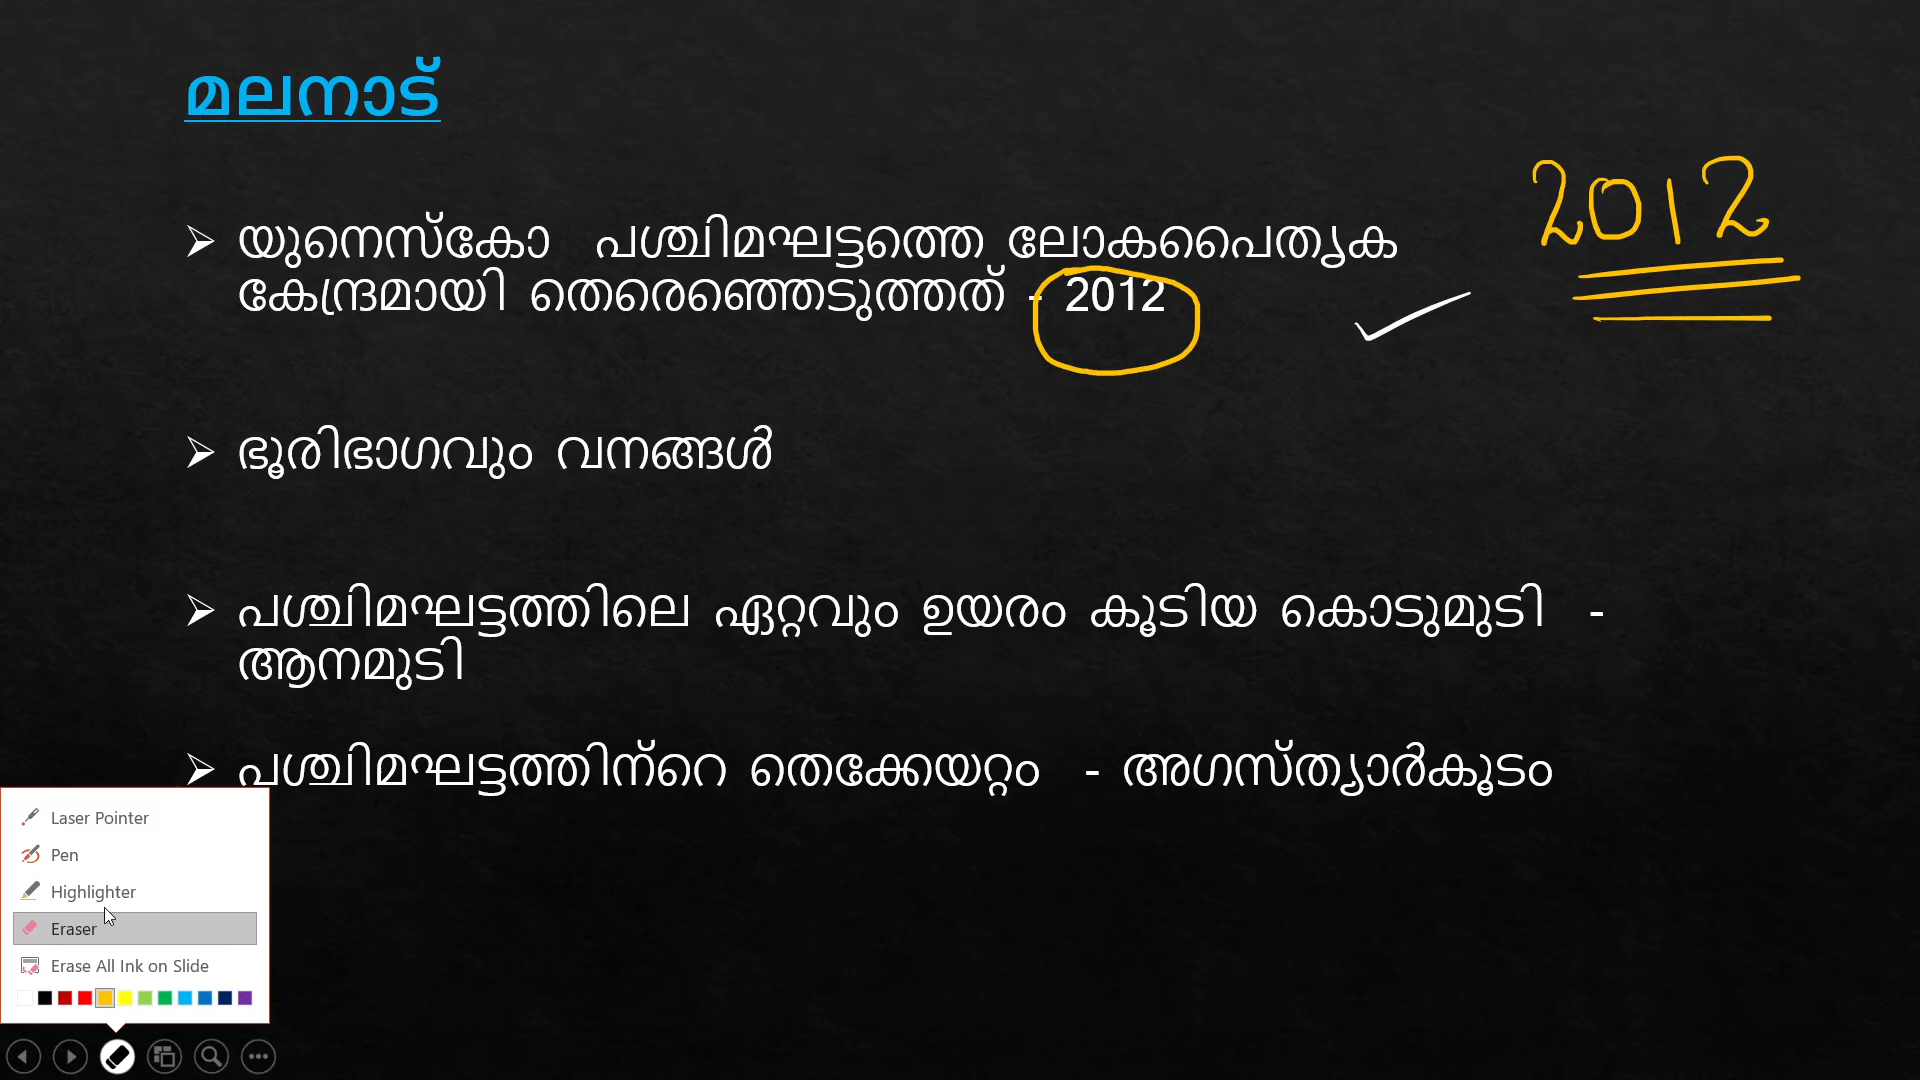 മലനാട്
➢ യുനെസ്കോ പശ്ചിമഘട്ടത്തെ ലോകപൈതൃക
കേന്ദ്രമായി തെരെഞ്ഞെടുത്തത് - 2012
2012
➢ ഭൂരിഭാഗവും വനങ്ങൾ
➢ പശ്ചിമഘട്ടത്തിലെ ഏറ്റവും ഉയരം കൂടിയ കൊടുമുടി -
ആനമുടി
➢ പശ്ചിമഘട്ടത്തിന്റെ തെക്കേയറ്റം - അഗസ്ത്യാർകൂടം
Laser Pointer
Pen
Highlighter
Eraser
Erase All Ink on Slide